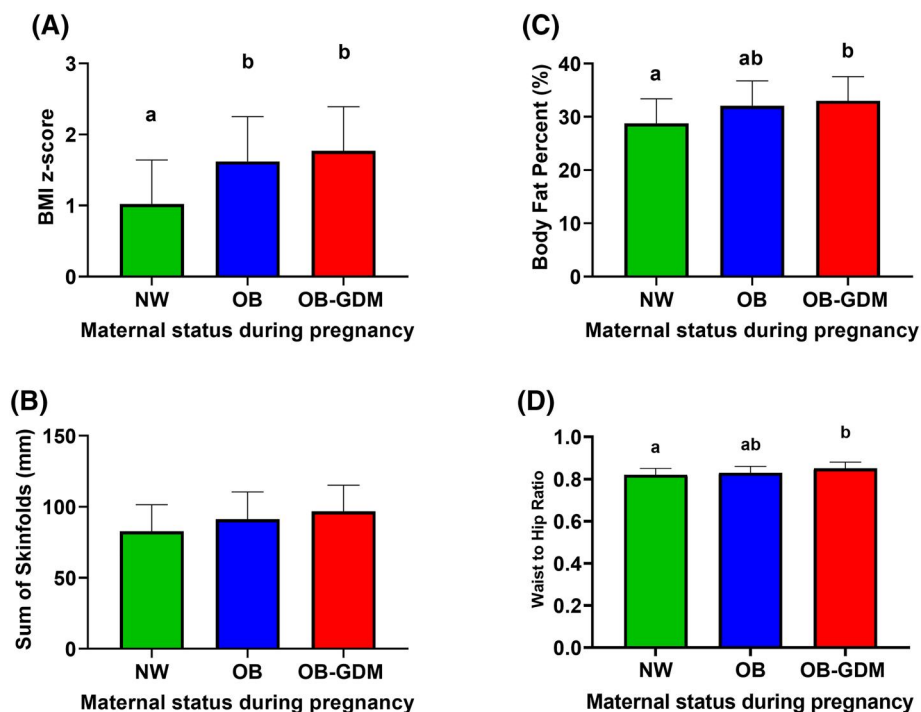 (A)
BMI z-score
3
2
1
0
a
b
b
NW OB OB-GDM
Maternal status during pregnancy
(C)
Body Fat Percent (%)
40
30
20
10
0
a
ab
b
NW OB OB-GDM
Maternal status during pregnancy
(B)
Sum of Skinfolds (mm)
150
100
50
0
NW OB OB-GDM
Maternal status during pregnancy
(D)
Waist to Hip Ratio
1.0
0.8
0.6
0.4
0.2
0.0
a
ab
b
NW OB OB-GDM
Maternal status during pregnancy